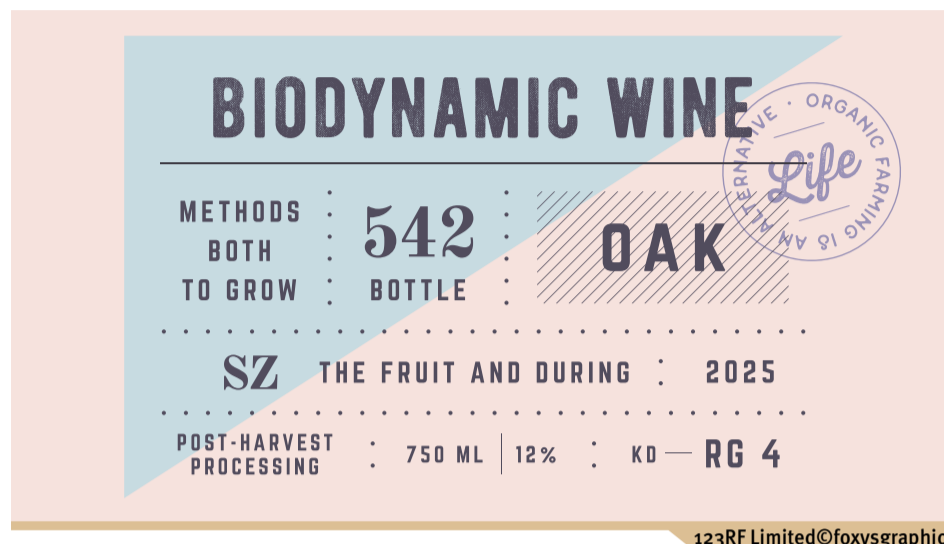 BIODYNAMIC WINE
ORGANIC FARMING IS AN ALTERNATIVE ·
Life
METHODS
BOTH
TO GROW
542
BOTTLE
OAK
SZ THE FRUIT AND DURING : 2025
POST-HARVEST
PROCESSING
750 ML | 12%
KD — RG 4
123RF Limited©foxysgraphic